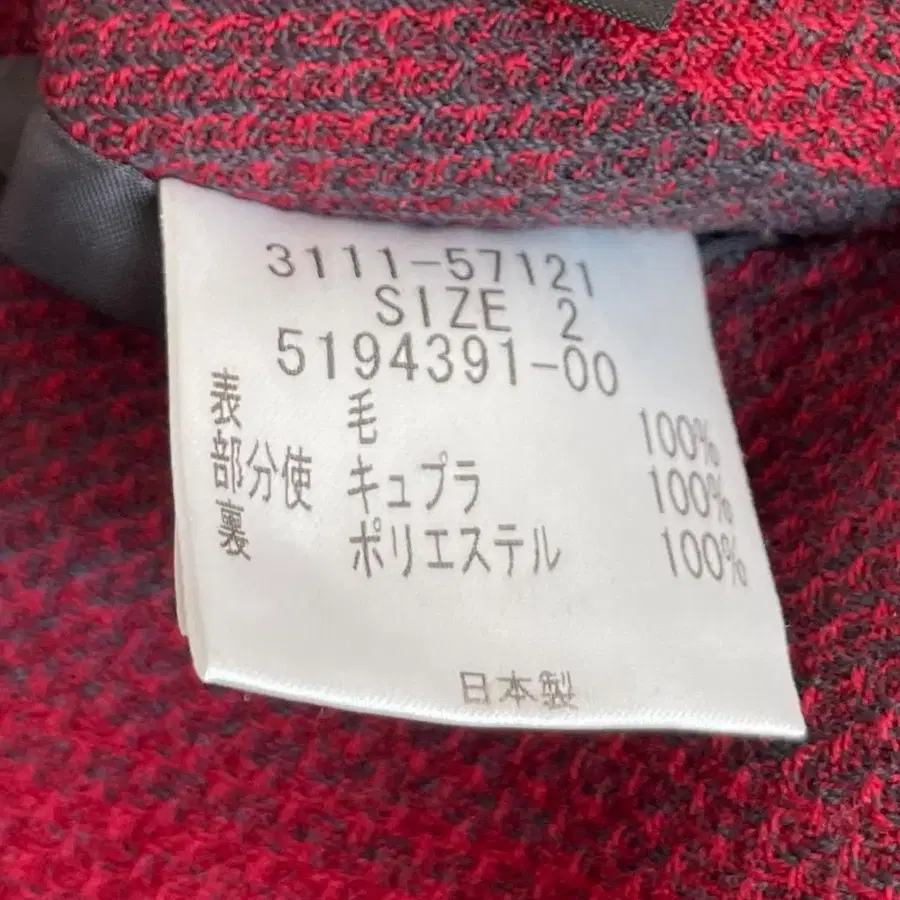 3111-57121
SIZE 2
5194391-00
表 毛 100%
部分使 キュプラ 100%
裏 ポリエステル 100%
日本製